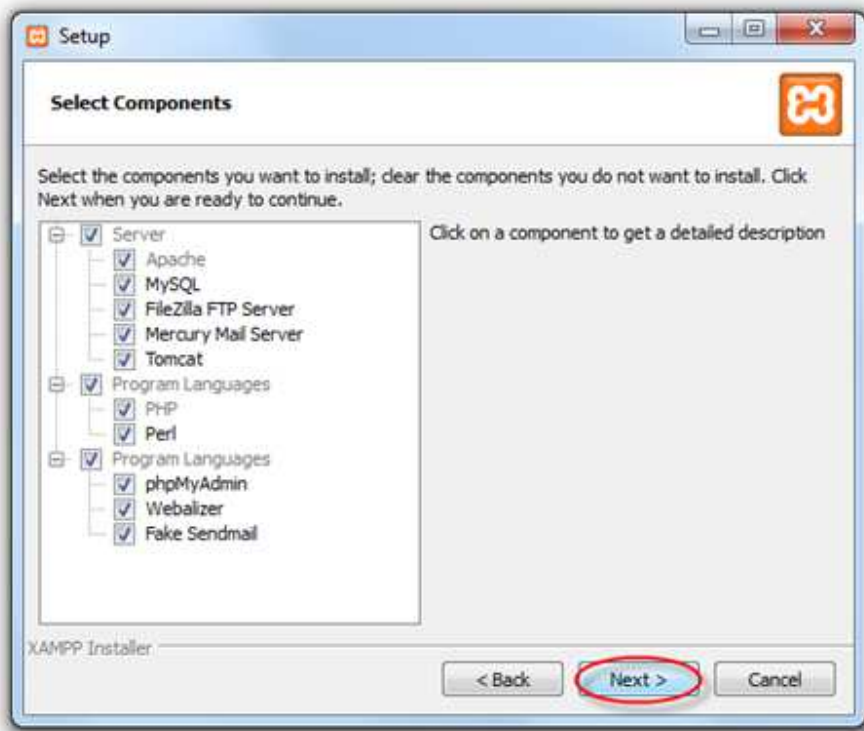 Setup
Select Components
Select the components you want to install; clear the components you do not want to install. Click
Next when you are ready to continue.
Server
Apache
MySQL
FileZilla FTP Server
Mercury Mail Server
Tomcat
Program Languages
PHP
Perl
Program Languages
phpMyAdmin
Webalizer
Fake Sendmail
Click on a component to get a detailed description
XAMPP Installer
< Back
Next >
Cancel